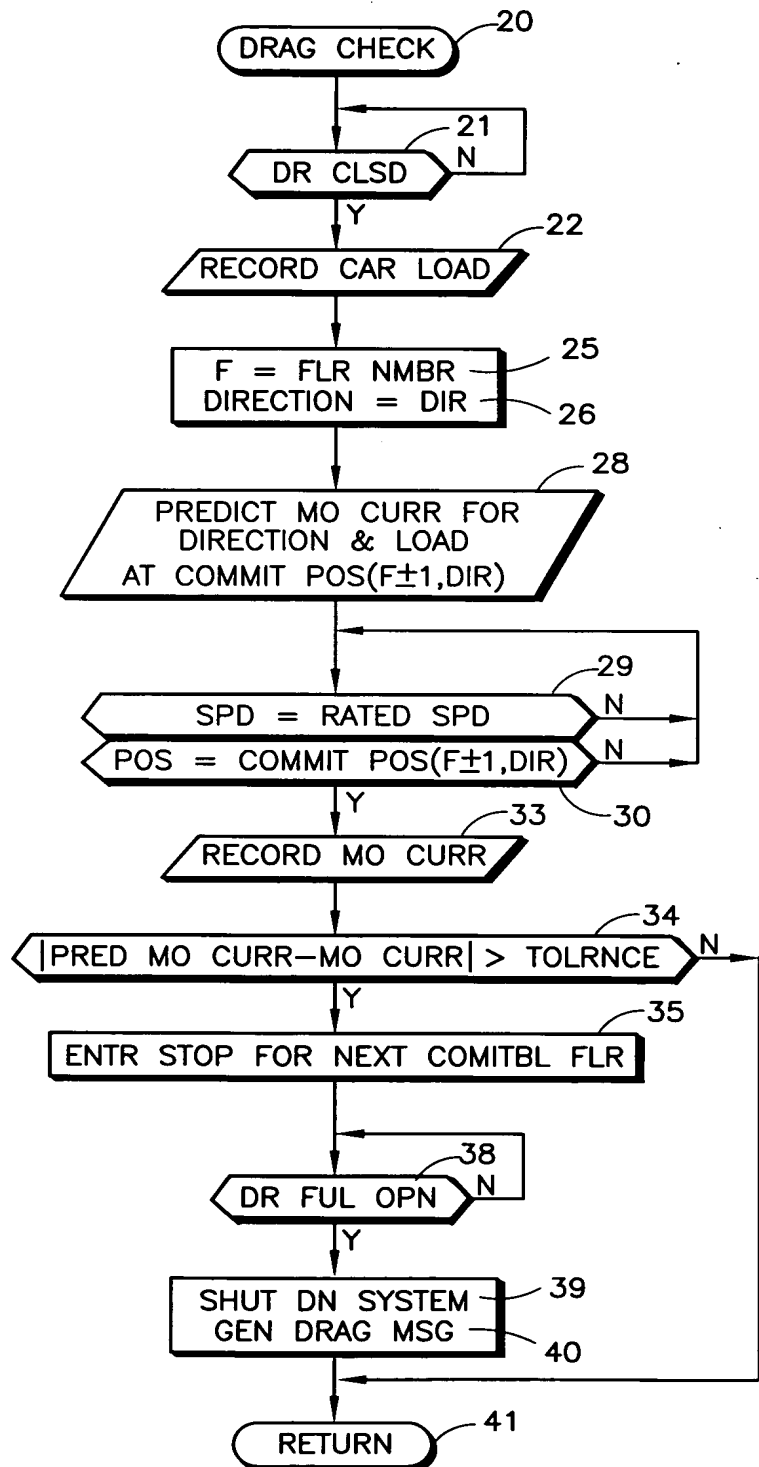 DRAG CHECK
20
21
DR CLSD
N
Y
22
RECORD CAR LOAD
F = FLR NMBR
25
DIRECTION = DIR
26
28
PREDICT MO CURR FOR
DIRECTION & LOAD
AT COMMIT POS(F±1,DIR)
29
SPD = RATED SPD
N
POS = COMMIT POS(F±1,DIR)
N
Y
30
33
RECORD MO CURR
34
|PRED MO CURR–MO CURR| > TOLRNCE
N
Y
35
ENTR STOP FOR NEXT COMITBL FLR
38
DR FUL OPN
N
Y
SHUT DN SYSTEM
39
GEN DRAG MSG
40
RETURN
41